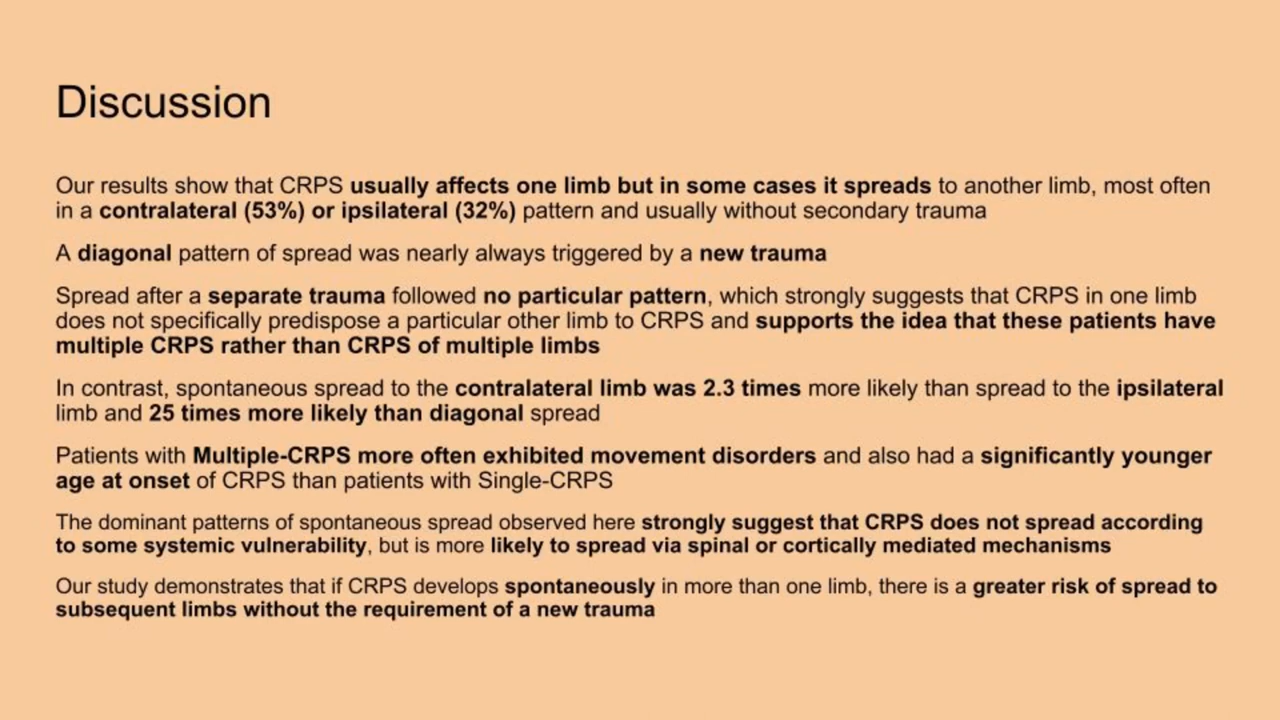 Discussion
Our results show that CRPS usually affects one limb but in some cases it spreads to another limb, most often
in a contralateral (53%) or ipsilateral (32%) pattern and usually without secondary trauma
A diagonal pattern of spread was nearly always triggered by a new trauma
Spread after a separate trauma followed no particular pattern, which strongly suggests that CRPS in one limb
does not specifically predispose a particular other limb to CRPS and supports the idea that these patients have
multiple CRPS rather than CRPS of multiple limbs
In contrast, spontaneous spread to the contralateral limb was 2.3 times more likely than spread to the ipsilateral
limb and 25 times more likely than diagonal spread
Patients with Multiple-CRPS more often exhibited movement disorders and also had a significantly younger
age at onset of CRPS than patients with Single-CRPS
The dominant patterns of spontaneous spread observed here strongly suggest that CRPS does not spread according
to some systemic vulnerability, but is more likely to spread via spinal or cortically mediated mechanisms
Our study demonstrates that if CRPS develops spontaneously in more than one limb, there is a greater risk of spread to
subsequent limbs without the requirement of a new trauma